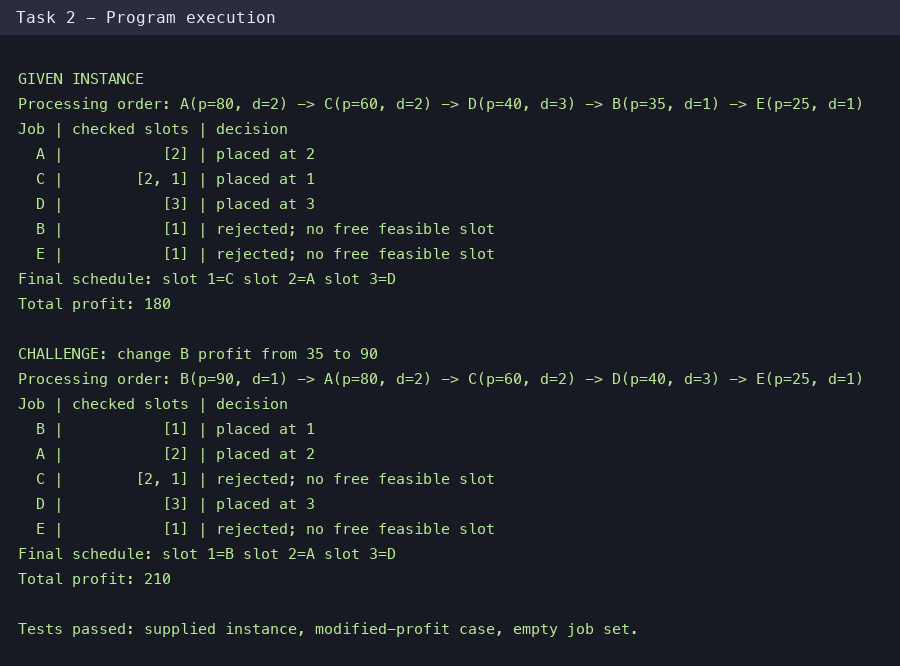 Task 2 – Program execution
GIVEN INSTANCE
Processing order: A(p=80, d=2) -> C(p=60, d=2) -> D(p=40, d=3) -> B(p=35, d=1) -> E(p=25, d=1)
Job | checked slots | decision
  A |           [2] | placed at 2
  C |        [2, 1] | placed at 1
  D |           [3] | placed at 3
  B |           [1] | rejected; no free feasible slot
  E |           [1] | rejected; no free feasible slot
Final schedule: slot 1=C slot 2=A slot 3=D
Total profit: 180
CHALLENGE: change B profit from 35 to 90
Processing order: B(p=90, d=1) -> A(p=80, d=2) -> C(p=60, d=2) -> D(p=40, d=3) -> E(p=25, d=1)
Job | checked slots | decision
  B |           [1] | placed at 1
  A |           [2] | placed at 2
  C |        [2, 1] | rejected; no free feasible slot
  D |           [3] | placed at 3
  E |           [1] | rejected; no free feasible slot
Final schedule: slot 1=B slot 2=A slot 3=D
Total profit: 210
Tests passed: supplied instance, modified-profit case, empty job set.